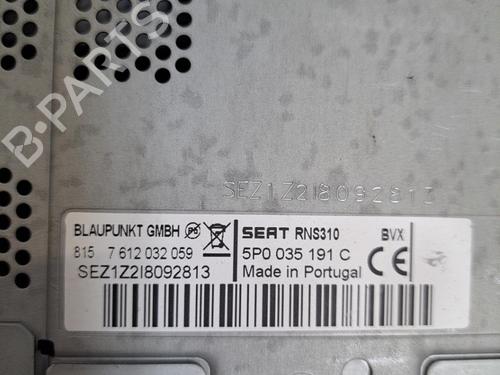 B-PARTS
SEZ1Z2I8092813
BLAUPUNKT GMBH SEAT RNS310 BVX
815 7 612 032 059 5P0 035 191 C CE
SEZ1Z2I8092813 Made in Portugal